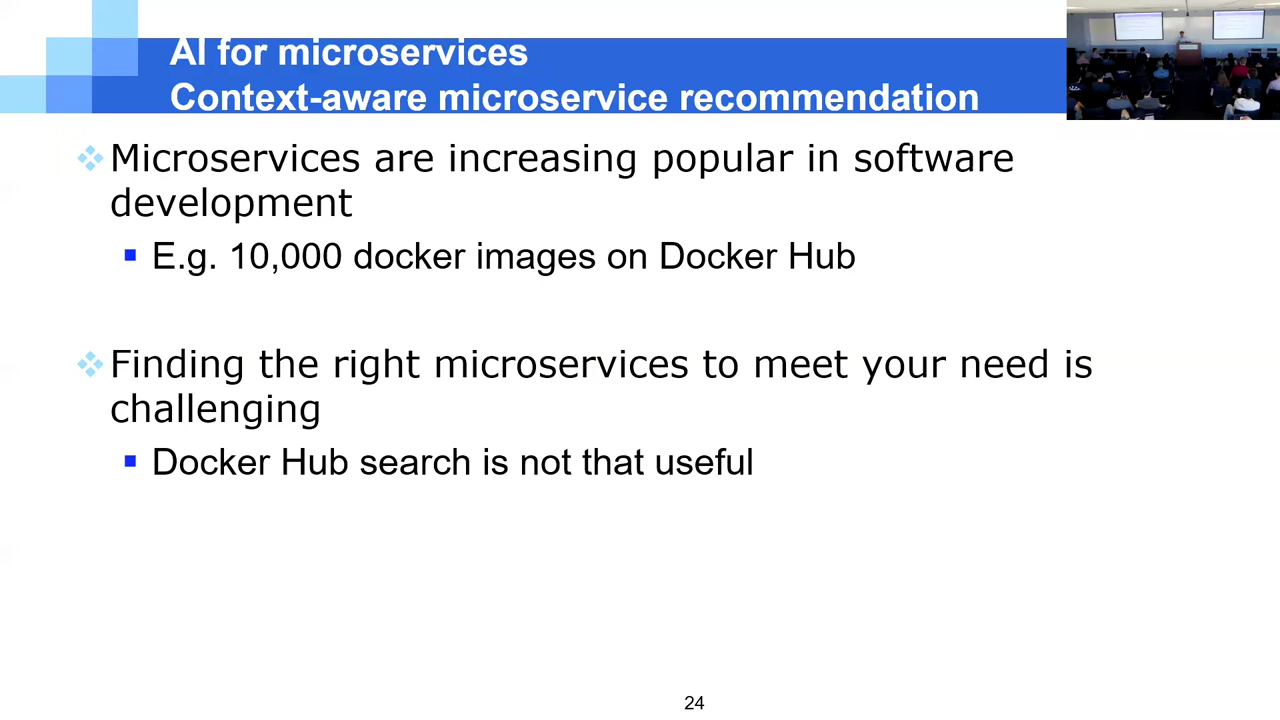 AI for microservices
Context-aware microservice recommendation
Microservices are increasing popular in software
development
E.g. 10,000 docker images on Docker Hub
Finding the right microservices to meet your need is
challenging
Docker Hub search is not that useful
24